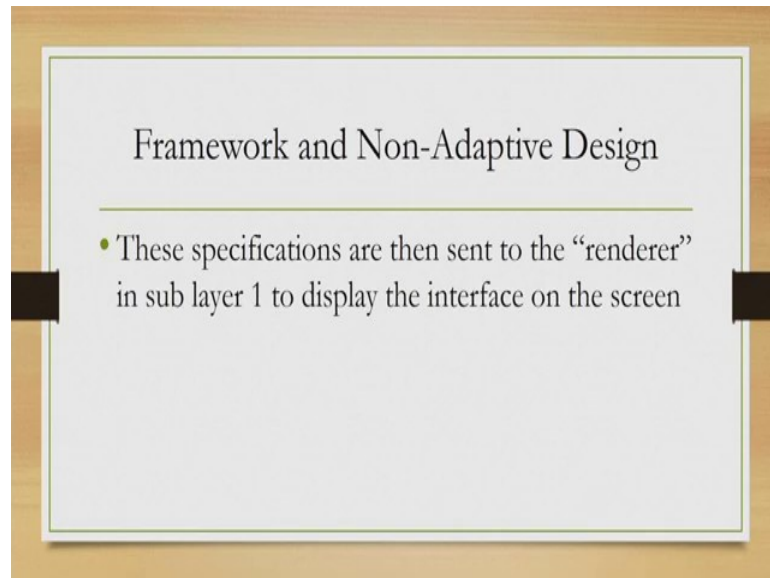 Framework and Non-Adaptive Design
• These specifications are then sent to the “renderer”
in sub layer 1 to display the interface on the screen